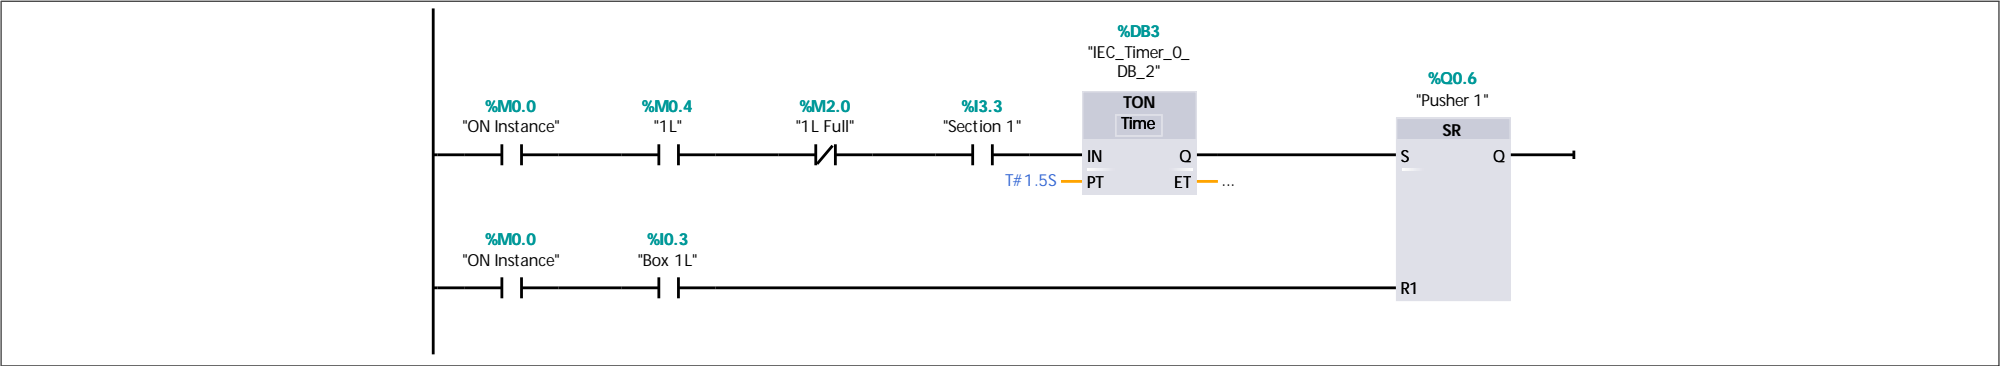 %DB3
"IEC_Timer_0_
DB_2"
%Q0.6
"Pusher 1"
%M0.0 %M0.4 %M2.0 %I3.3
"ON Instance" "1L" "1L Full" "Section 1"
TON
Time
SR
IN Q S Q
T#1.5S PT ET ...
%M0.0 %I0.3
"ON Instance" "Box 1L"
R1